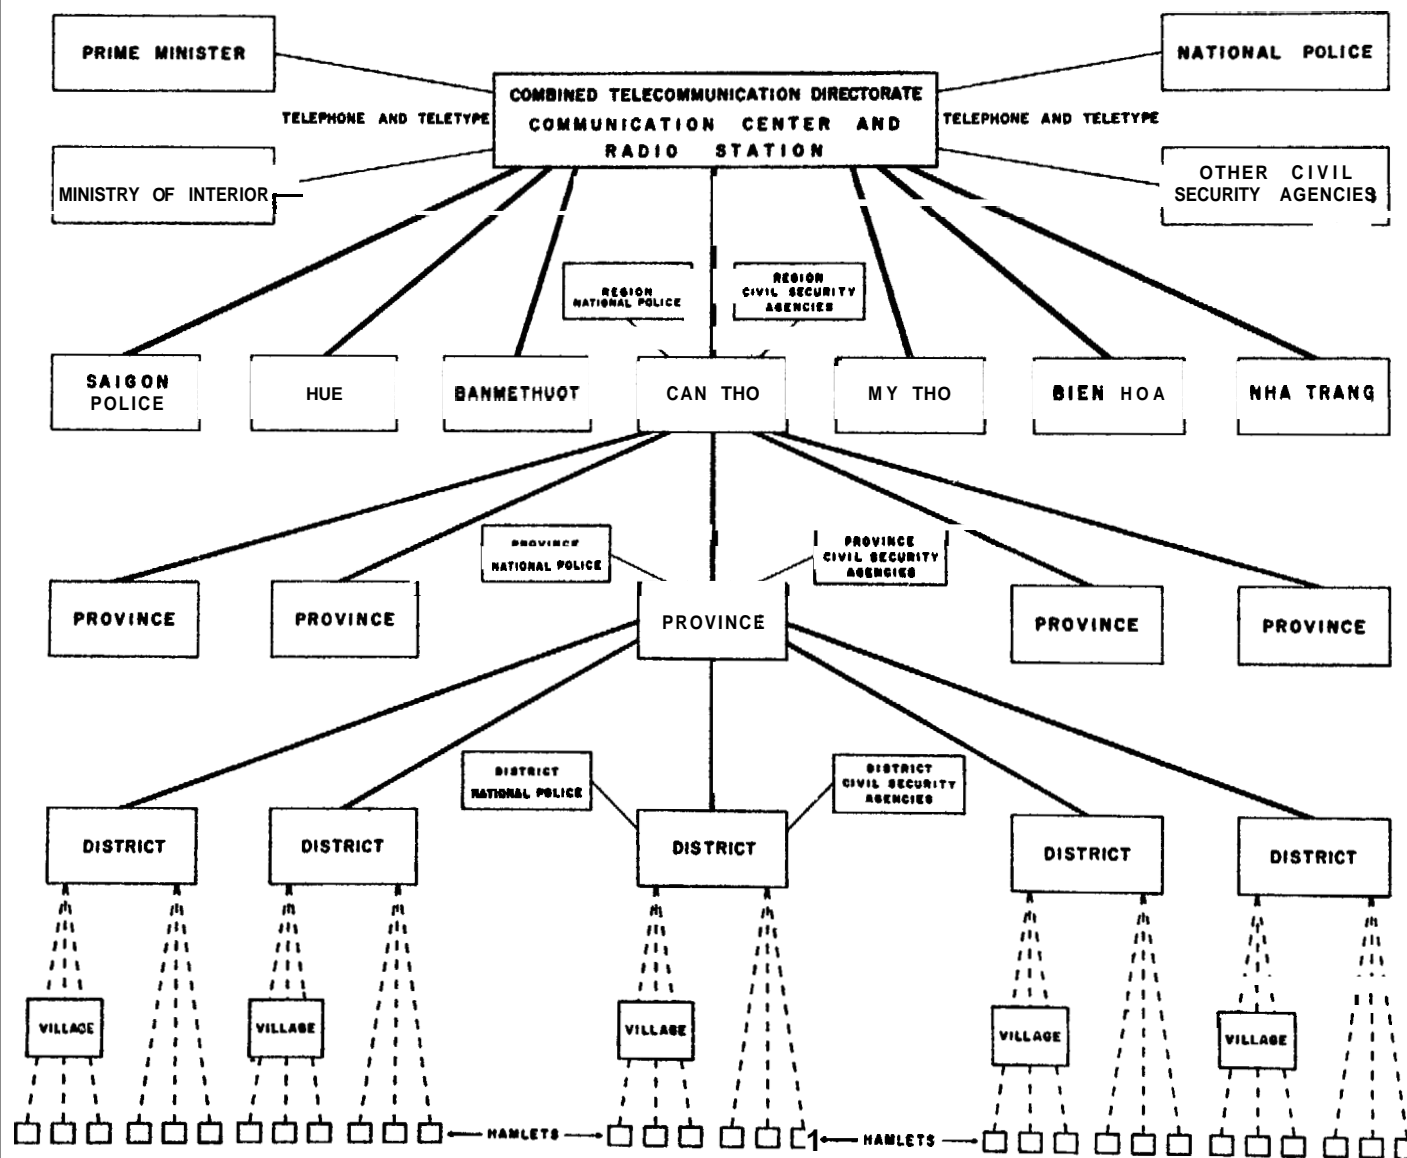 PRIME MINISTER
NATIONAL POLICE
COMBINED TELECOMMUNICATION DIRECTORATE
COMMUNICATION CENTER AND
RADIO STATION
TELEPHONE AND TELETYPE
TELEPHONE AND TELETYPE
MINISTRY OF INTERIOR
OTHER CIVIL
SECURITY AGENCIES
REGION
NATIONAL POLICE
REGION
CIVIL SECURITY
AGENCIES
SAIGON
POLICE
HUE
BANMETHUOT
CAN THO
MY THO
BIEN HOA
NHA TRANG
PROVINCE
NATIONAL POLICE
PROVINCE
CIVIL SECURITY
AGENCIES
PROVINCE
PROVINCE
PROVINCE
PROVINCE
PROVINCE
DISTRICT
NATIONAL POLICE
DISTRICT
CIVIL SECURITY
AGENCIES
DISTRICT
DISTRICT
DISTRICT
DISTRICT
DISTRICT
VILLAGE
VILLAGE
VILLAGE
VILLAGE
VILLAGE
HAMLETS
HAMLETS